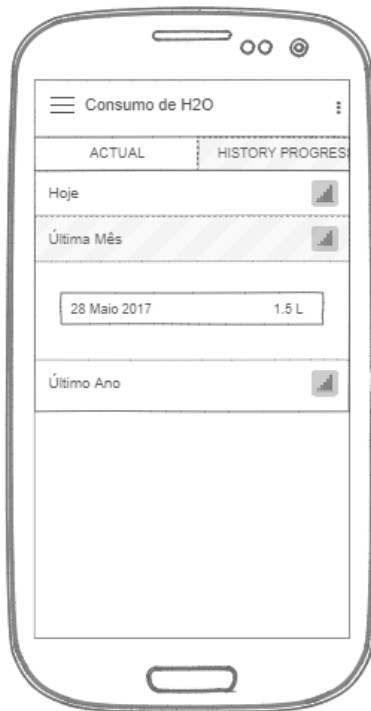 Consumo de H2O
ACTUAL HISTORY PROGRES
Hoje
Última Mês
28 Maio 2017 1.5 L
Último Ano